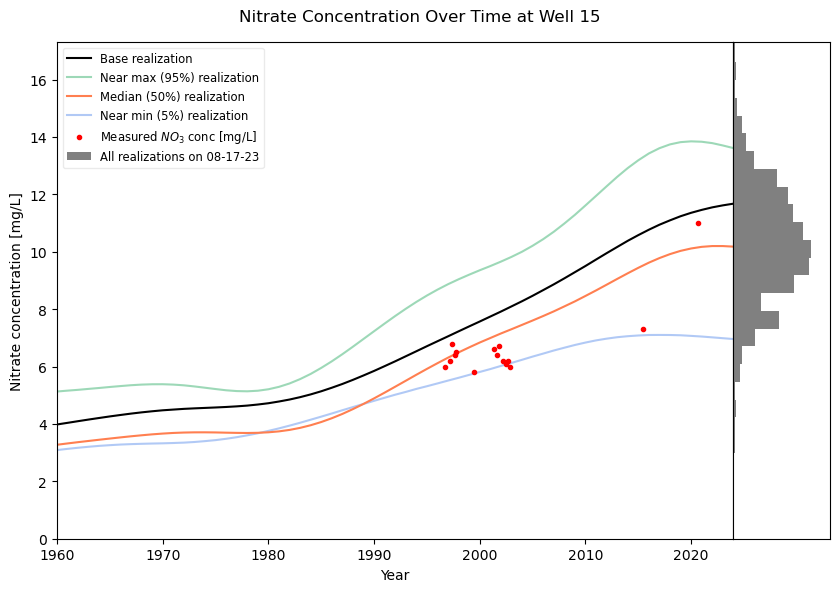 Nitrate Concentration Over Time at Well 15
Base realization
Near max (95%) realization
Median (50%) realization
Near min (5%) realization
Measured NO3 conc [mg/L]
All realizations on 08-17-23
Nitrate concentration [mg/L]
16
14
12
10
8
6
4
2
0
1960 1970 1980 1990 2000 2010 2020
Year